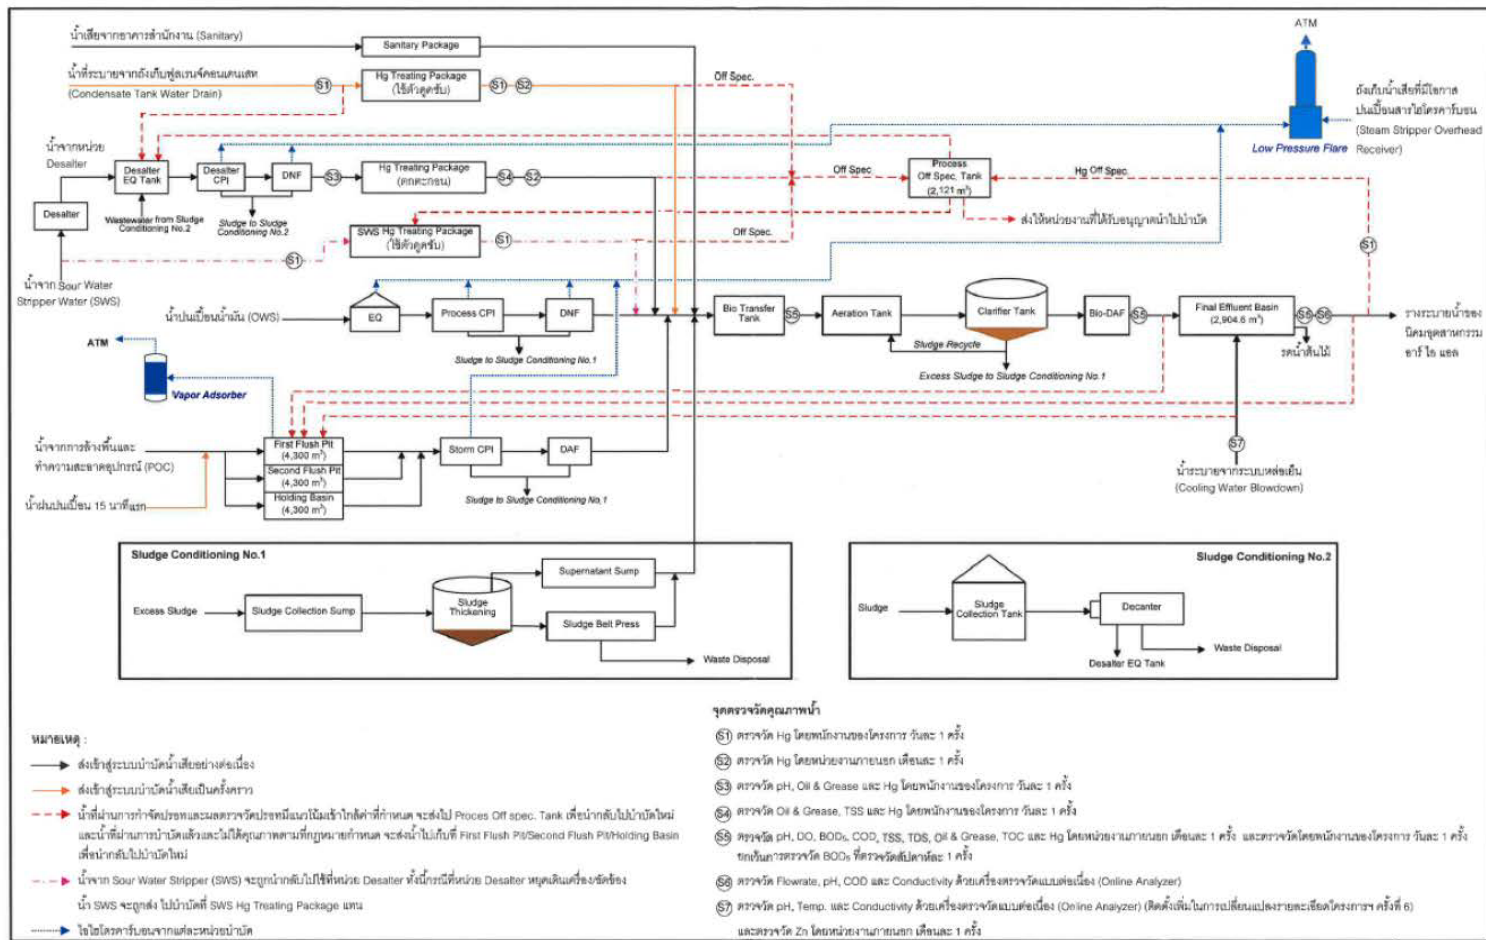 น้ำเสียจากอาคารสำนักงาน (Sanitary)
Sanitary Package
น้ำที่ระบายจากถังเก็บฟูลเรนจ์คอนเดนเสท
(Condensate Tank Water Drain)
S1
Hg Treating Package
(ใช้ตัวดูดซับ)
S1
S2
Off Spec.
ATM
Low Pressure Flare
ถังเก็บน้ำเสียที่มีโอกาส
ปนเปื้อนสารไฮโดรคาร์บอน
(Steam Stripper Overhead
Receiver)
น้ำจากหน่วย
Desalter
Desalter
EQ Tank
Desalter
CPI
DNF
S3
Hg Treating Package
(ตกตะกอน)
S4
S2
Off Spec
Process
Off Spec. Tank
(2,121 m³)
Hg Off Spec.
Desalter
Wastewater from Sludge
Conditioning No.2
Sludge to Sludge
Conditioning No.2
ส่งให้หน่วยงานที่ได้รับอนุญาตนำไปบำบัด
SWS Hg Treating Package
(ใช้ตัวดูดซับ)
S1
Off Spec.
S1
S1
น้ำจาก Sour Water
Stripper Water (SWS)
น้ำปนเปื้อนน้ำมัน (OWS)
EQ
Process CPI
DNF
Sludge to Sludge Conditioning No.1
Bio Transfer
Tank
S5
Aeration Tank
Clarifier Tank
Bio-DAF
S5
Final Effluent Basin
(2,904.6 m³)
S5
S6
รางระบายน้ำของ
นิคมอุตสาหกรรม
อาร์ ไอ แอล
รดน้ำต้นไม้
Sludge Recycle
Excess Sludge to Sludge Conditioning No.1
ATM
Vapor Adsorber
น้ำจากการล้างพื้นและ
ทำความสะอาดอุปกรณ์ (POC)
น้ำฝนปนเปื้อน 15 นาทีแรก
First Flush Pit
(4,300 m³)
Second Flush Pit
(4,300 m³)
Holding Basin
(4,300 m³)
Storm CPI
DAF
Sludge to Sludge Conditioning No.1
S7
น้ำระบายจากระบบหล่อเย็น
(Cooling Water Blowdown)
Sludge Conditioning No.1
Excess Sludge
Sludge Collection Sump
Sludge
Thickening
Supernatant Sump
Sludge Belt Press
Waste Disposal
Sludge Conditioning No.2
Sludge
Sludge
Collection Tank
Decanter
Desalter EQ Tank
Waste Disposal
หมายเหตุ :
ส่งเข้าสู่ระบบบำบัดน้ำเสียอย่างต่อเนื่อง
ส่งเข้าสู่ระบบบำบัดน้ำเสียเป็นครั้งคราว
น้ำที่ผ่านการกำจัดปรอทและผลตรวจวัดปรอทมีแนวโน้มเข้าใกล้ค่าที่กำหนด จะส่งไป Proces Off spec. Tank เพื่อนำกลับไปบำบัดใหม่
และน้ำที่ผ่านการบำบัดแล้วและไม่ได้คุณภาพตามที่กฎหมายกำหนด จะส่งน้ำไปเก็บที่ First Flush Pit/Second Flush Pit/Holding Basin
เพื่อนำกลับไปบำบัดใหม่
น้ำจาก Sour Water Stripper (SWS) จะถูกนำกลับไปใช้ที่หน่วย Desalter ทั้งนี้กรณีที่หน่วย Desalter หยุดเดินเครื่อง/ขัดข้อง
น้ำ SWS จะถูกส่ง ไปบำบัดที่ SWS Hg Treating Package แทน
ไอไฮโดรคาร์บอนจากแต่ละหน่วยบำบัด
จุดตรวจวัดคุณภาพน้ำ
S1 ตรวจวัด Hg โดยพนักงานของโครงการ วันละ 1 ครั้ง
S2 ตรวจวัด Hg โดยหน่วยงานภายนอก เดือนละ 1 ครั้ง
S3 ตรวจวัด pH, Oil & Grease และ Hg โดยพนักงานของโครงการ วันละ 1 ครั้ง
S4 ตรวจวัด Oil & Grease, TSS และ Hg โดยพนักงานของโครงการ วันละ 1 ครั้ง
S5 ตรวจวัด pH, DO, BOD₅, COD, TSS, TDS, Oil & Grease, TOC และ Hg โดยหน่วยงานภายนอก เดือนละ 1 ครั้ง และตรวจวัดโดยพนักงานของโครงการ วันละ 1 ครั้ง
ยกเว้นการตรวจวัด BOD₅ ที่ตรวจวัดสัปดาห์ละ 1 ครั้ง
S6 ตรวจวัด Flowrate, pH, COD และ Conductivity ด้วยเครื่องตรวจวัดแบบต่อเนื่อง (Online Analyzer)
S7 ตรวจวัด pH, Temp. และ Conductivity ด้วยเครื่องตรวจวัดแบบต่อเนื่อง (Online Analyzer) (ติดตั้งเพิ่มในการเปลี่ยนแปลงรายละเอียดโครงการฯ ครั้งที่ 6)
และตรวจวัด Zn โดยหน่วยงานภายนอก เดือนละ 1 ครั้ง